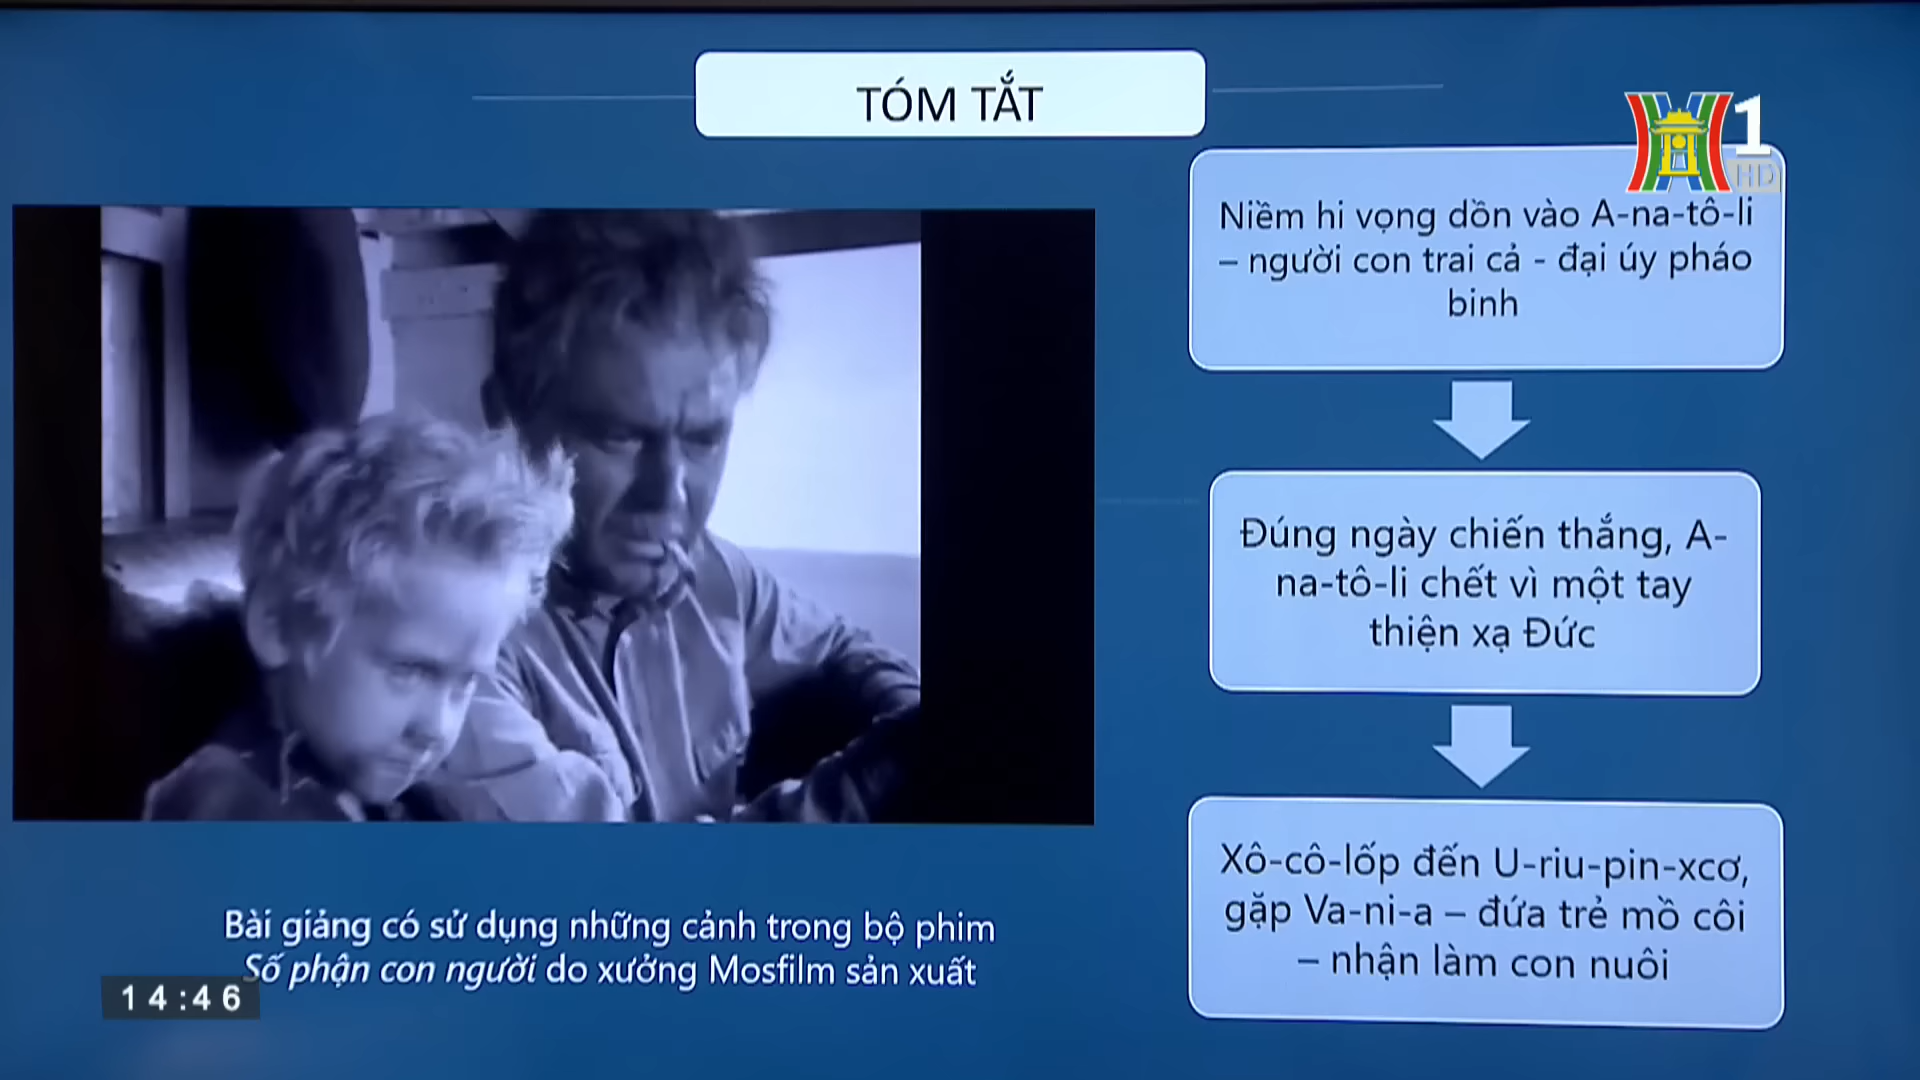 TÓM TẮT
1
HD
Niềm hi vọng dồn vào A-na-tô-li
– người con trai cả - đại úy pháo
binh
Đúng ngày chiến thắng, A-
na-tô-li chết vì một tay
thiện xạ Đức
Xô-cô-lốp đến U-riu-pin-xcơ,
gặp Va-ni-a – đứa trẻ mồ côi
– nhận làm con nuôi
Bài giảng có sử dụng những cảnh trong bộ phim
Số phận con người do xưởng Mosfilm sản xuất
14:46